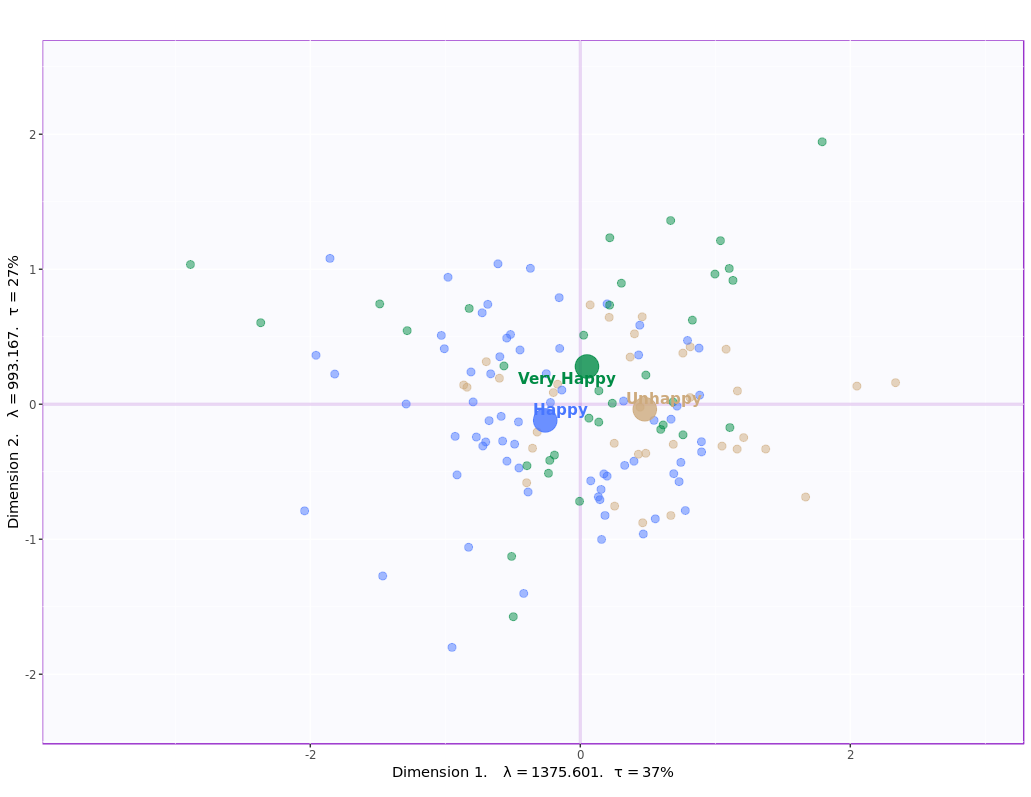 2
1
0
-1
-2
Dimension 2.  λ = 993.167.  τ = 27%
Very Happy
Unhappy
Happy
-2
0
2
Dimension 1.  λ = 1375.601.  τ = 37%